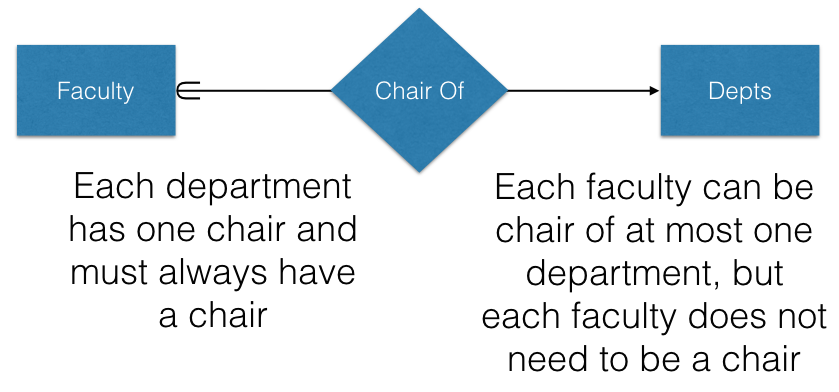 Faculty
Chair Of
Depts
Each department
has one chair and
must always have
a chair
Each faculty can be
chair of at most one
department, but
each faculty does not
need to be a chair